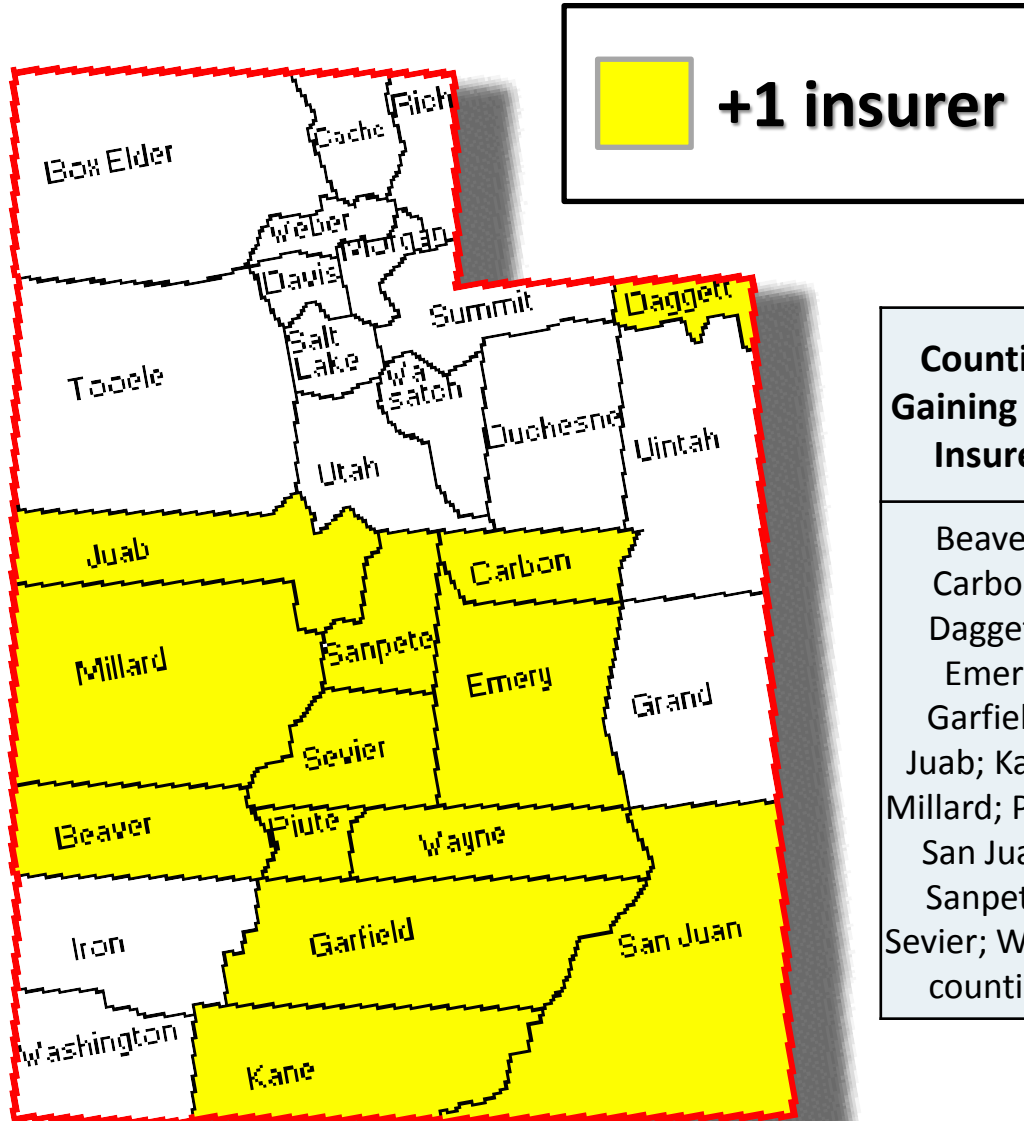 +1 insurer
Rich
Cache
Box Elder
Weber
Morgan
Davis
Daggett
Summit
Salt
Lake
Wa
satch
Tooele
Duchesne
Uintah
Utah
Juab
Carbon
Sanpete
Millard
Emery
Grand
Sevier
Piute
Beaver
Wayne
Garfield
Iron
San Juan
Washington
Kane
Counti
Gaining
Insure
Beave
Carbo
Dagget
Emer
Garfiel
Juab; Ka
Millard; P
San Jua
Sanpet
Sevier; W
counti